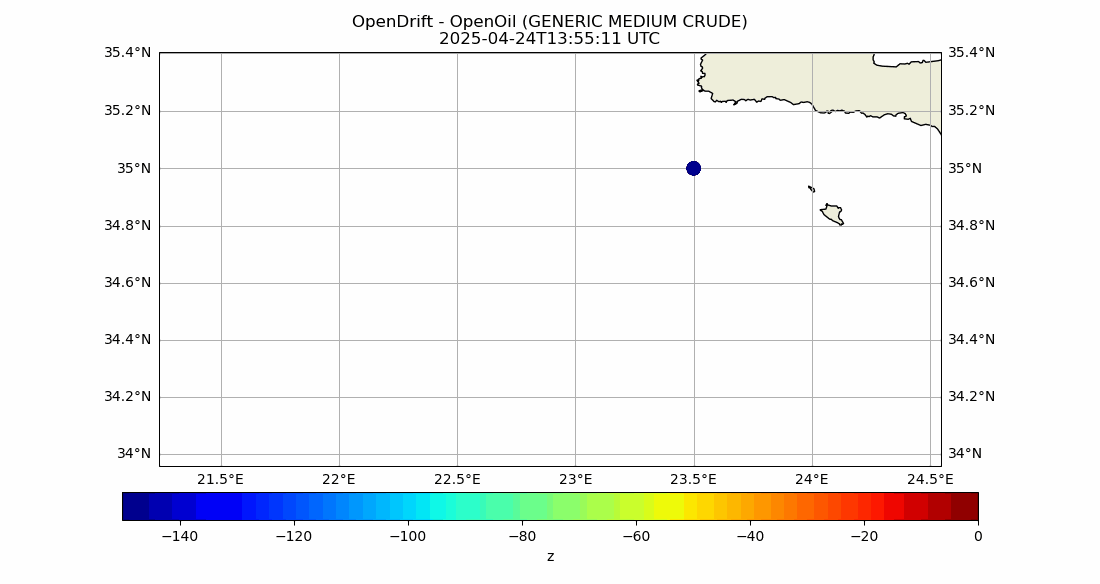 OpenDrift - OpenOil (GENERIC MEDIUM CRUDE)
2025-04-24T13:55:11 UTC
35.4°N 35.4°N
35.2°N 35.2°N
35°N 35°N
34.8°N 34.8°N
34.6°N 34.6°N
34.4°N 34.4°N
34.2°N 34.2°N
34°N 34°N
21.5°E 22°E 22.5°E 23°E 23.5°E 24°E 24.5°E
−140 −120 −100 −80 −60 −40 −20 0
z